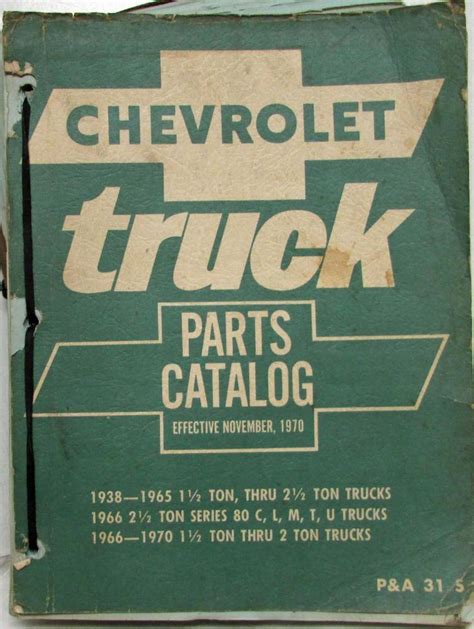 CHEVROLET
truck
PARTS
CATALOG
EFFECTIVE NOVEMBER, 1970
1938—1965 1½ TON, THRU 2½ TON TRUCKS
1966 2½ TON SERIES 80 C, L, M, T, U TRUCKS
1966—1970 1½ TON THRU 2 TON TRUCKS
P&A 31 S